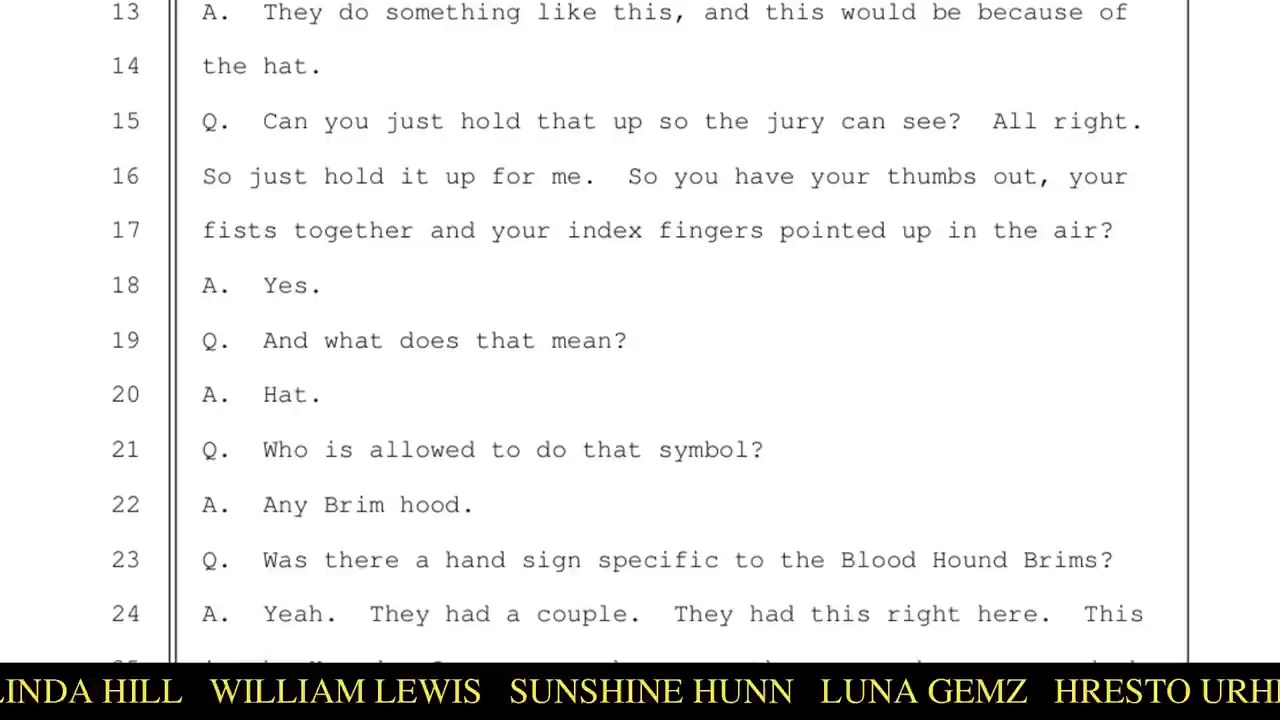 13 A. They do something like this, and this would be because of
14 the hat.
15 Q. Can you just hold that up so the jury can see? All right.
16 So just hold it up for me. So you have your thumbs out, your
17 fists together and your index fingers pointed up in the air?
18 A. Yes.
19 Q. And what does that mean?
20 A. Hat.
21 Q. Who is allowed to do that symbol?
22 A. Any Brim hood.
23 Q. Was there a hand sign specific to the Blood Hound Brims?
24 A. Yeah. They had a couple. They had this right here. This
LINDA HILL WILLIAM LEWIS SUNSHINE HUNN LUNA GEMZ HRESTO